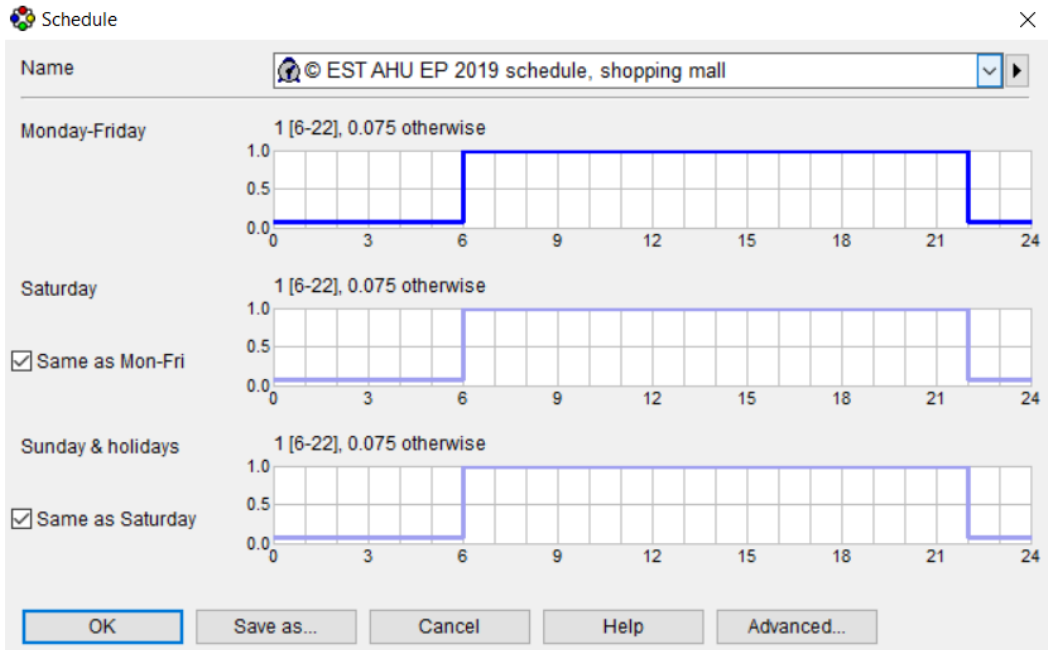 Schedule
Name
© EST AHU EP 2019 schedule, shopping mall
Monday-Friday
1 [6-22], 0.075 otherwise
1.0
0.5
0.0
0 3 6 9 12 15 18 21 24
Saturday
1 [6-22], 0.075 otherwise
1.0
Same as Mon-Fri
0.5
0.0
0 3 6 9 12 15 18 21 24
Sunday & holidays
1 [6-22], 0.075 otherwise
1.0
Same as Saturday
0.5
0.0
0 3 6 9 12 15 18 21 24
OK Save as... Cancel Help Advanced...